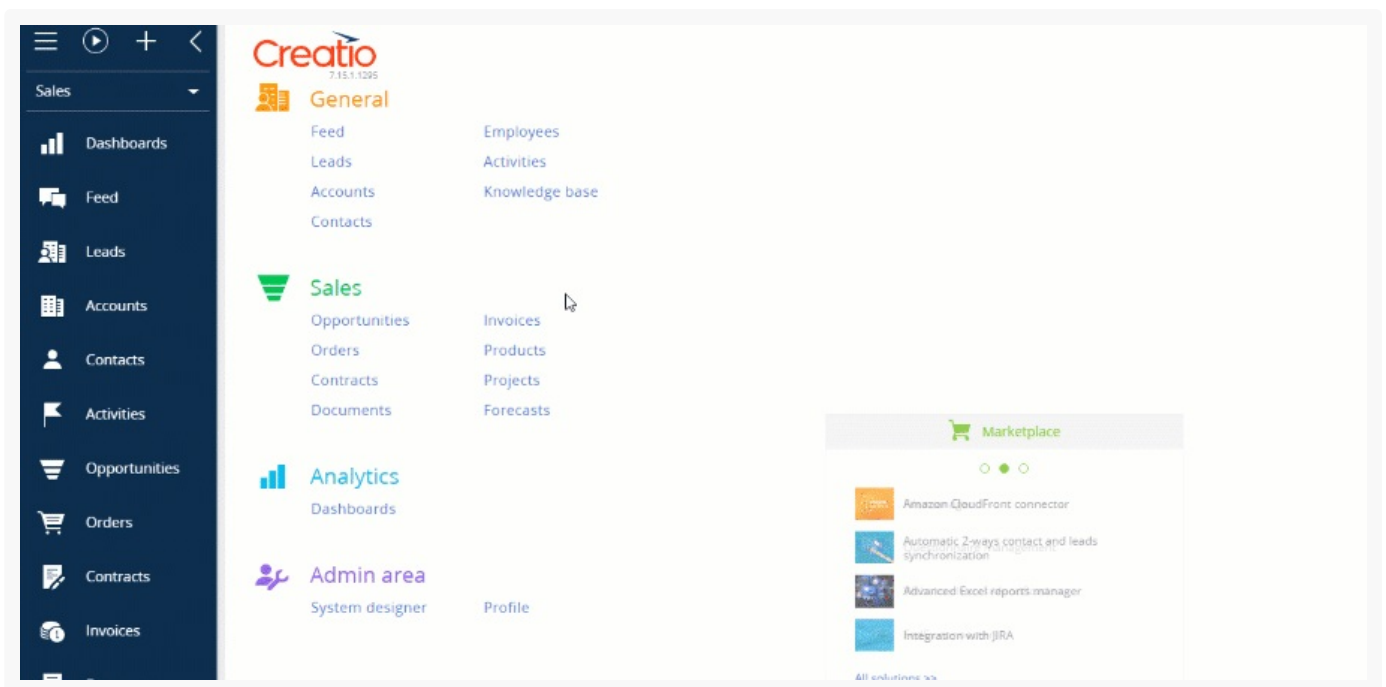 Sales
Dashboards
Feed
Leads
Accounts
Contacts
Activities
Opportunities
Orders
Contracts
Invoices
Creatio
7.15.1.1295
General
Feed
Employees
Leads
Activities
Accounts
Knowledge base
Contacts
Sales
Opportunities
Invoices
Orders
Products
Contracts
Projects
Documents
Forecasts
Analytics
Dashboards
Admin area
System designer
Profile
Marketplace
Amazon CloudFront connector
Automatic 2-ways contact and leads
synchronization
Advanced Excel reports manager
Integration with JIRA
All solutions >>